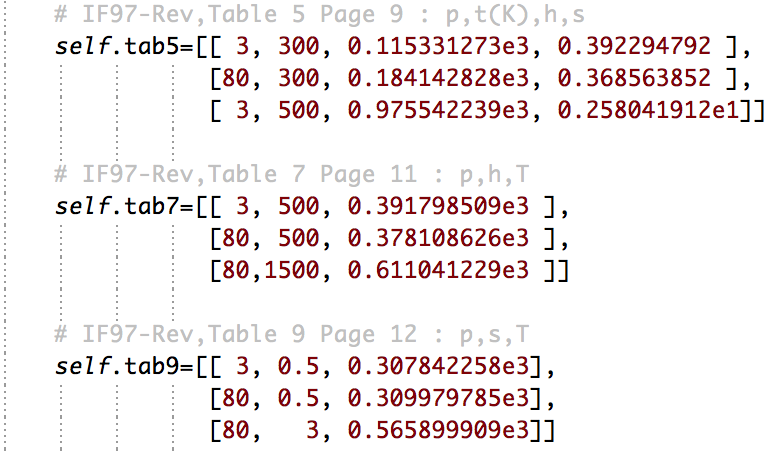 # IF97-Rev,Table 5 Page 9 : p,t(K),h,s
self.tab5=[[ 3, 300, 0.115331273e3, 0.392294792 ],
[80, 300, 0.184142828e3, 0.368563852 ],
[ 3, 500, 0.975542239e3, 0.258041912e1]]
# IF97-Rev,Table 7 Page 11 : p,h,T
self.tab7=[[ 3, 500, 0.391798509e3 ],
[80, 500, 0.378108626e3 ],
[80,1500, 0.611041229e3 ]]
# IF97-Rev,Table 9 Page 12 : p,s,T
self.tab9=[[ 3, 0.5, 0.307842258e3],
[80, 0.5, 0.309979785e3],
[80,   3, 0.565899909e3]]